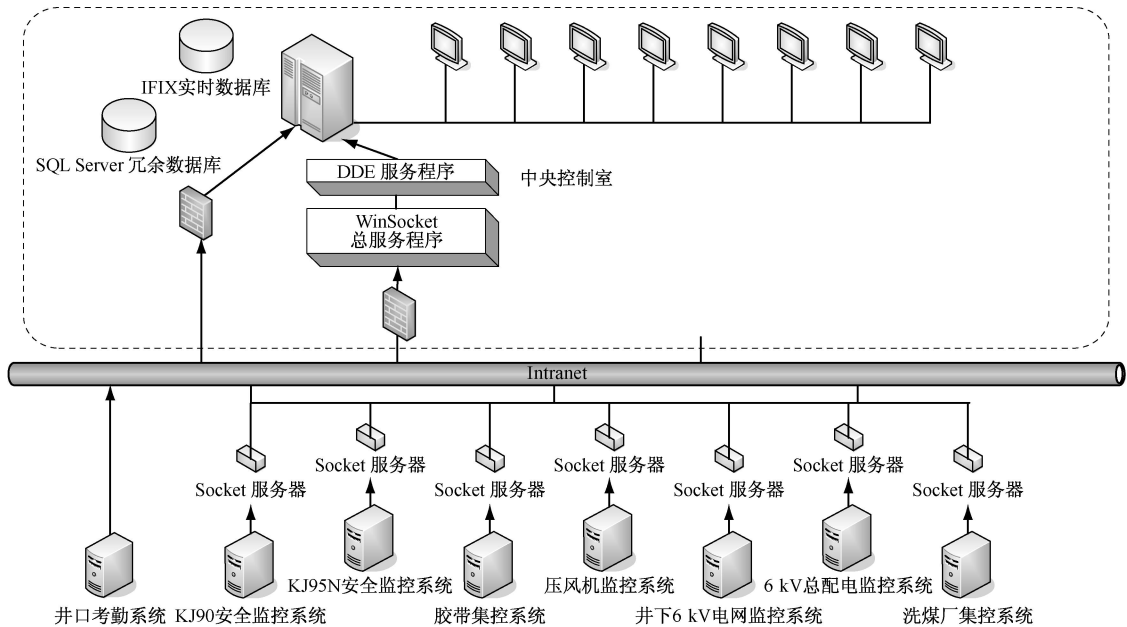 IFIX实时数据库
SQL Server 冗余数据库
DDE 服务程序
中央控制室
WinSocket
总服务程序
Intranet
Socket 服务器
Socket 服务器
Socket 服务器
Socket 服务器
Socket 服务器
Socket 服务器
Socket 服务器
KJ95N安全监控系统
压风机监控系统
6 kV总配电监控系统
井口考勤系统
KJ90安全监控系统
胶带集控系统
井下6 kV电网监控系统
洗煤厂集控系统